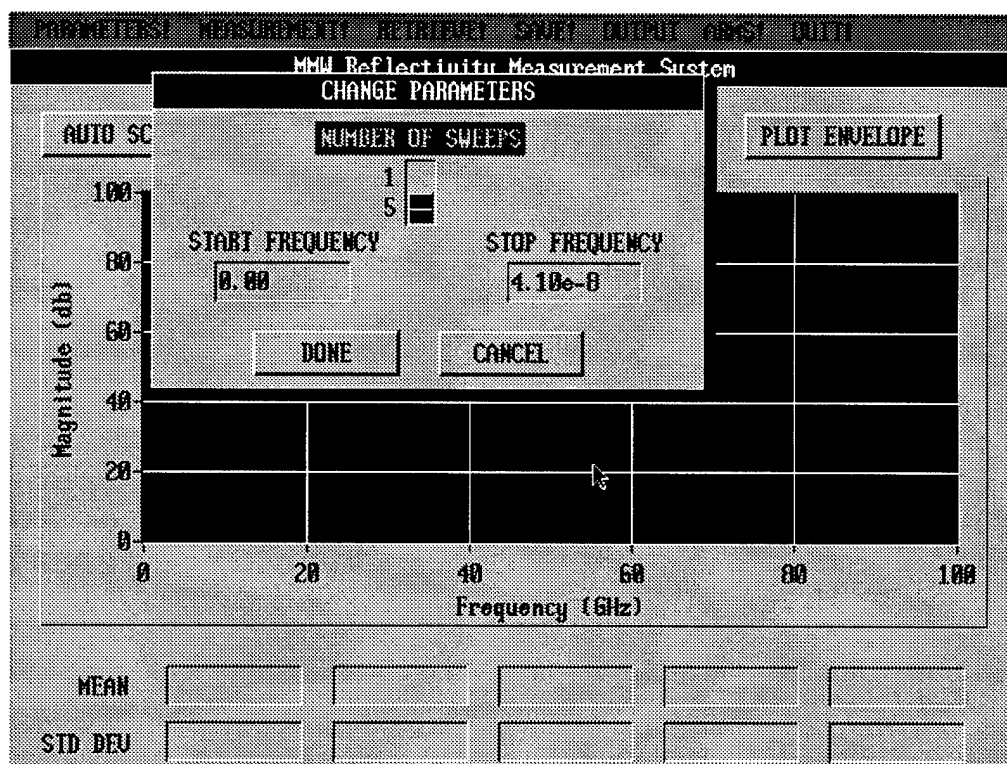 PARAMETERS! MEASUREMENT! RETRIEVE! SAVE! OUTPUT ARMS! QUIT!
MMW Reflectivity Measurement System
CHANGE PARAMETERS
AUTO SC
NUMBER OF SWEEPS
PLOT ENVELOPE
1
5
START FREQUENCY
STOP FREQUENCY
0.00
4.10e-8
DONE
CANCEL
Magnitude (db)
100
80
60
40
20
0
0 20 40 60 80 100
Frequency (GHz)
MEAN
STD DEV